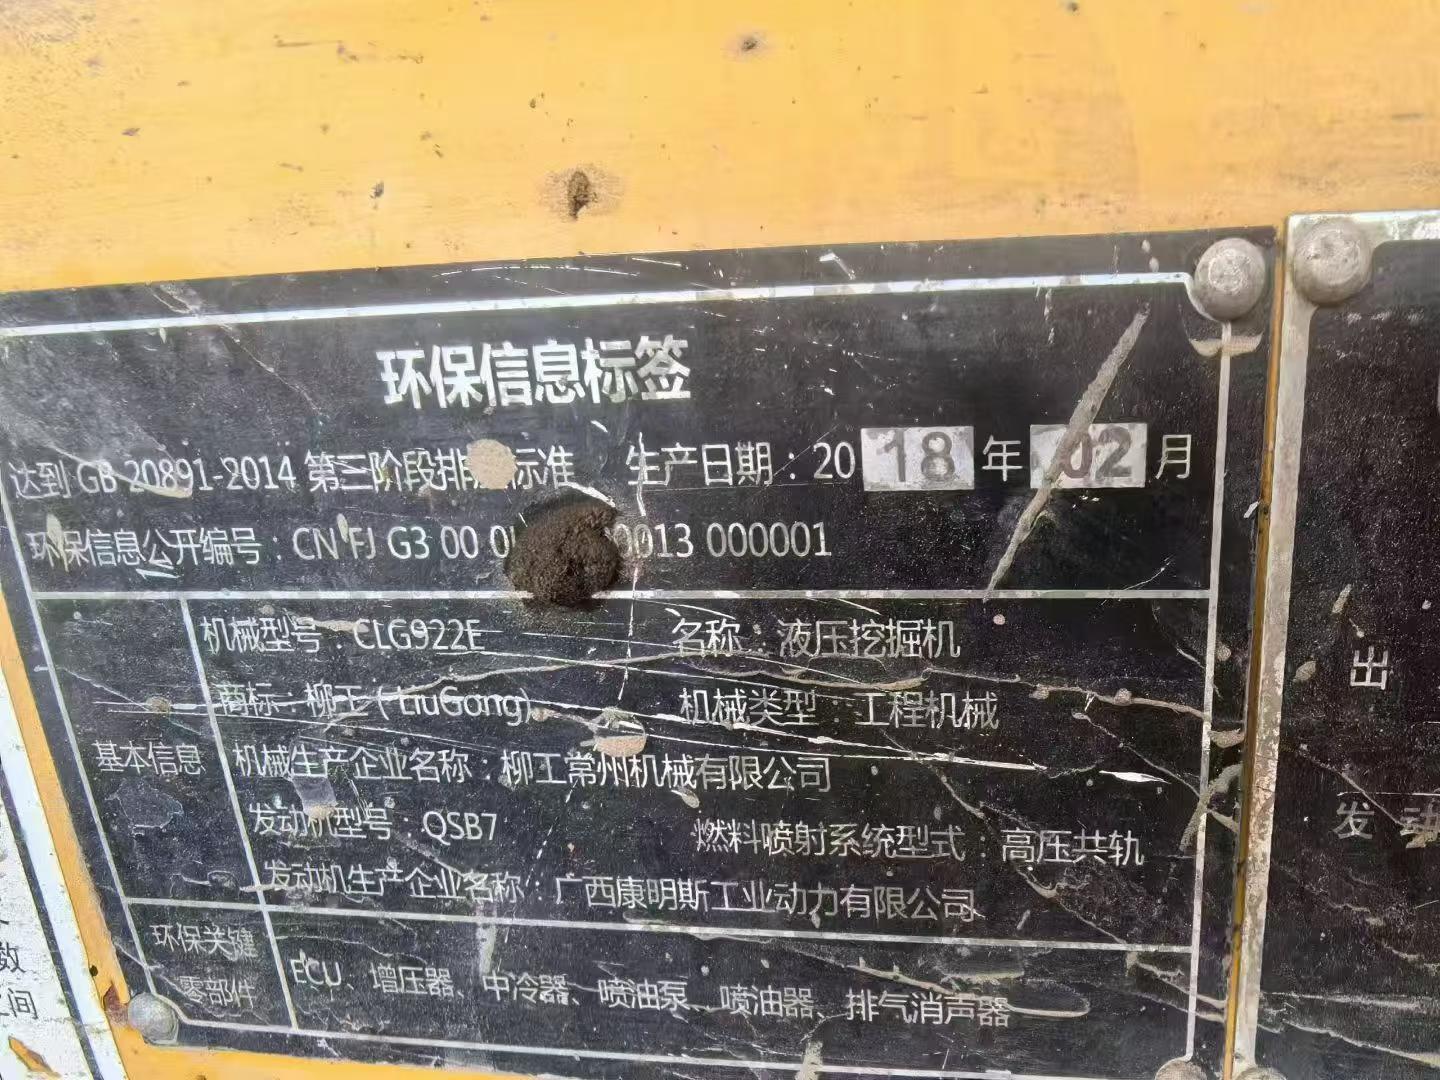 环保信息标签
达到 GB 20891-2014 第三阶段排 标准 生产日期：2018年02月
环保信息公开编号：CN FJ G3 00 0013 000001
机械型号：CLG922E 名称：液压挖掘机
商标：柳工（LiuGong） 机械类型：工程机械
基本信息 机械生产企业名称：柳工常州机械有限公司
发动机型号：QSB7 燃料喷射系统型式：高压共轨
发动机生产企业名称：广西康明斯工业动力有限公司
环保关键零部件 ECU、增压器、中冷器、喷油泵、喷油器、排气消声器
出
发 动
数
间